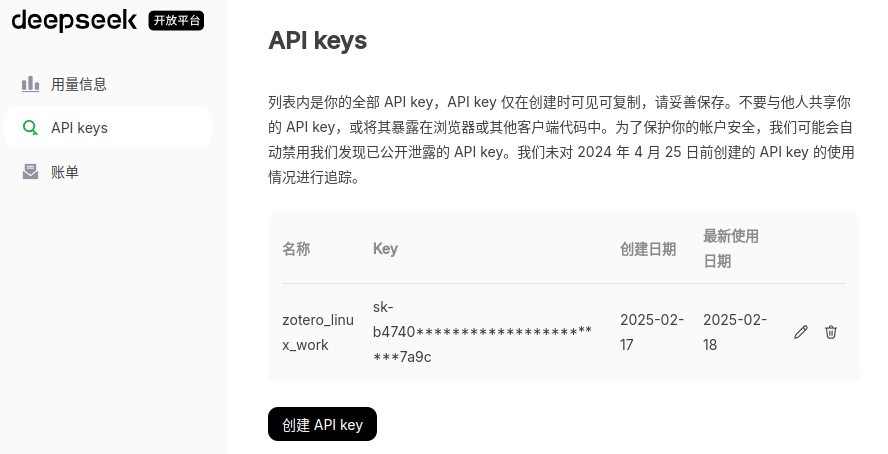 deepseek 开放平台
用量信息
API keys
账单
API keys
列表内是你的全部 API key，API key 仅在创建时可见可复制，请妥善保存。不要与他人共享你
的 API key，或将其暴露在浏览器或其他客户端代码中。为了保护你的帐户安全，我们可能会自
动禁用我们发现已公开泄露的 API key。我们未对 2024 年 4 月 25 日前创建的 API key 的使用
情况进行追踪。
名称 Key 创建日期 最新使用
日期
zotero_linu
x_work
sk-
b4740********************
***7a9c
2025-02-
17
2025-02-
18
创建 API key